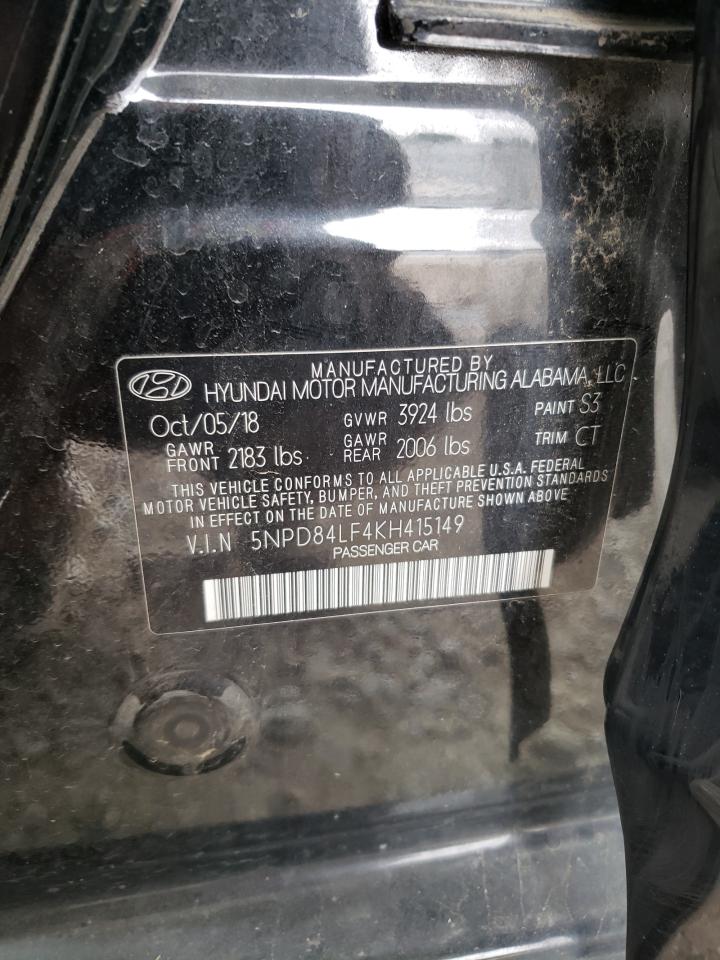 MANUFACTURED BY
HYUNDAI MOTOR MANUFACTURING ALABAMA, LLC
Oct/05/18 GVWR 3924 lbs PAINT S3
GAWR FRONT 2183 lbs GAWR REAR 2006 lbs TRIM CT
THIS VEHICLE CONFORMS TO ALL APPLICABLE U.S.A. FEDERAL
MOTOR VEHICLE SAFETY, BUMPER, AND THEFT PREVENTION STANDARDS
IN EFFECT ON THE DATE OF MANUFACTURE SHOWN ABOVE
V.I.N 5NPD84LF4KH415149
PASSENGER CAR